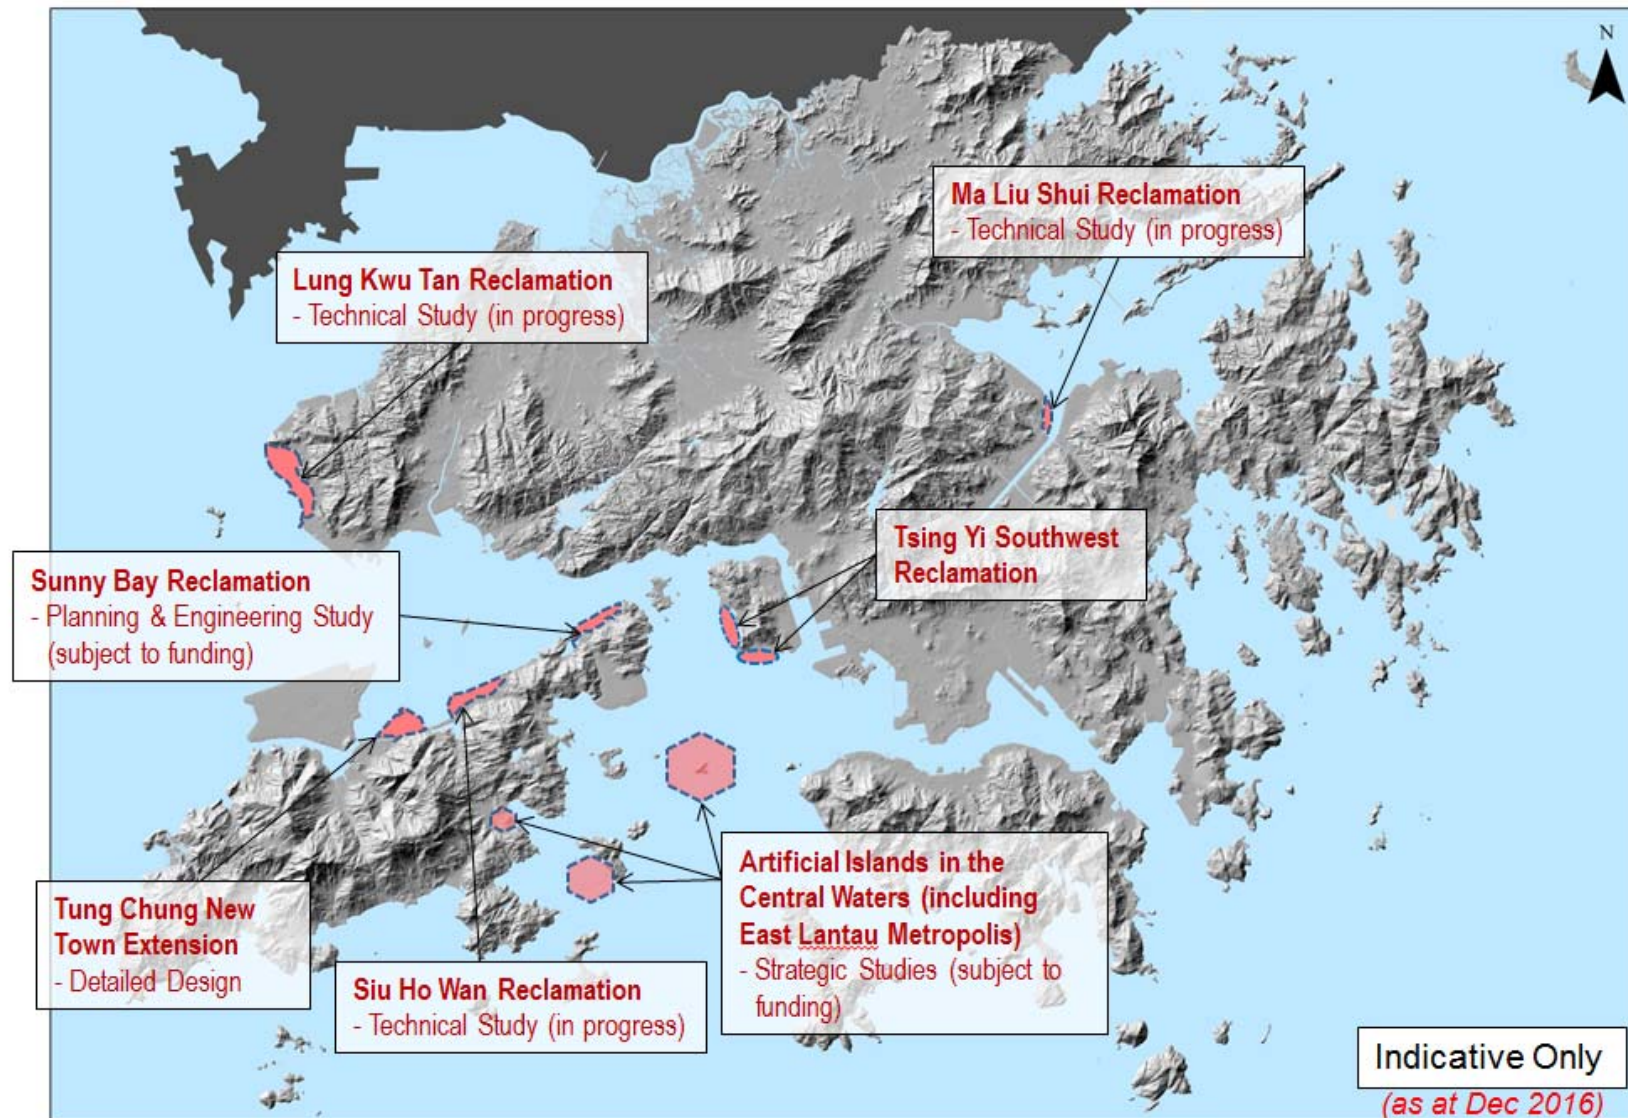 N
Ma Liu Shui Reclamation
- Technical Study (in progress)
Lung Kwu Tan Reclamation
- Technical Study (in progress)
Tsing Yi Southwest
Reclamation
Sunny Bay Reclamation
- Planning & Engineering Study
(subject to funding)
Artificial Islands in the
Central Waters (including
East Lantau Metropolis)
- Strategic Studies (subject to
funding)
Tung Chung New
Town Extension
- Detailed Design
Siu Ho Wan Reclamation
- Technical Study (in progress)
Indicative Only
(as at Dec 2016)